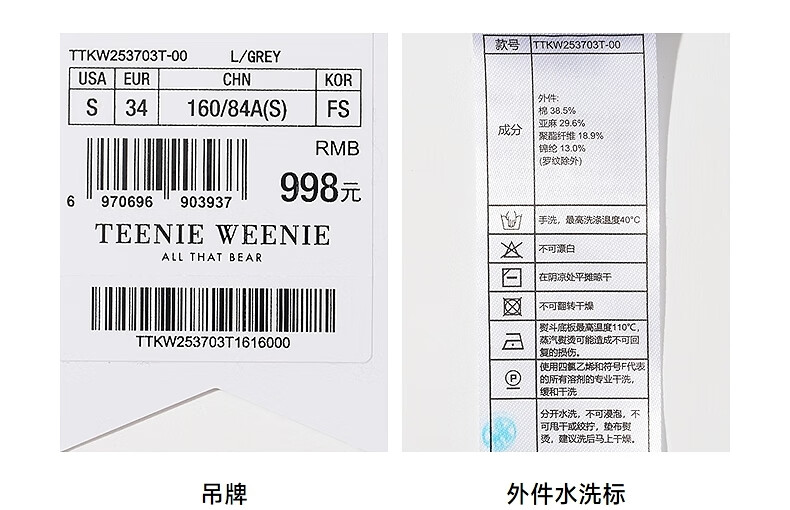 TTKW253703T-00 L/GREY
USA EUR CHN KOR
S 34 160/84A(S) FS
RMB
998元
6 970696 903937
TEENIE WEENIE
ALL THAT BEAR
TTKW253703T1616000
吊牌
款号 TTKW253703T-00
成分
外件:
棉 38.5%
亚麻 29.6%
聚酯纤维 18.9%
锦纶 13.0%
(罗纹除外)
手洗，最高洗涤温度40°C
不可漂白
在阴凉处平摊晾干
不可翻转干燥
熨斗底板最高温度110℃,
蒸汽熨烫可能造成不可回
复的损伤。
P
使用四氯乙烯和符号F代表
的所有溶剂的专业干洗,
缓和干洗
分开水洗，不可浸泡，不
可甩干或绞拧，垫布熨
烫，建议洗后马上干燥。
外件水洗标